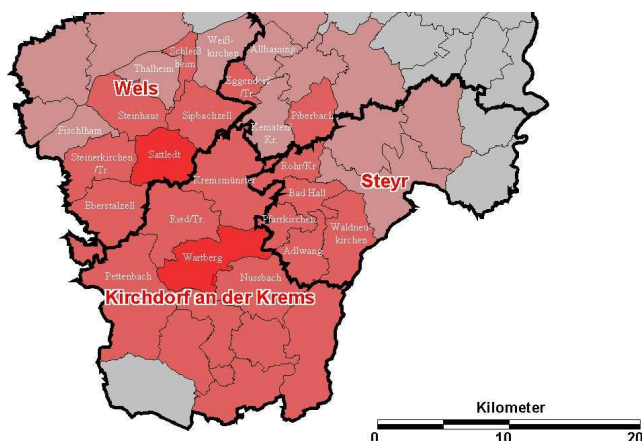 Weiß-
kirchen
Allhaming
Schleiß
heim
Thalheim
Eggendorf/
Tr.
Wels
Steinhaus
Sipbachzell
Piberbach
Fischlham
Kematen/
Kr.
Steinerkirchen
/Tr.
Sattledt
Rohr/Kr
Kremsmünster
Steyr
Bad Hall
Eberstalzell
Ried/Tr.
Pfarrkirchen
Waldneu
kirchen
Adlwang
Wartberg
Pettenbach
Nussbach
Kirchdorf an der Krems
Kilometer
0 10 20